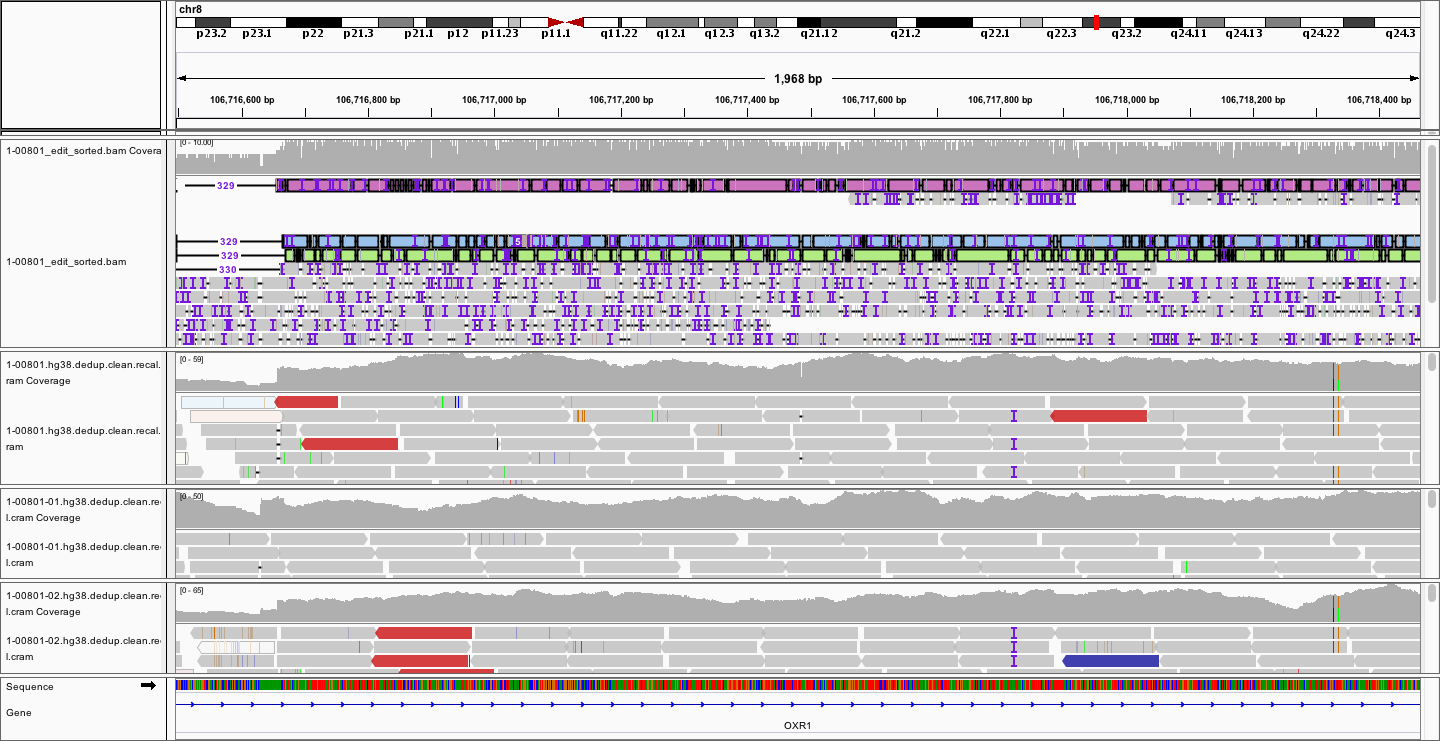 chr8
p23.2 p23.1 p22 p21.3 p21.1 p12 p11.23 p11.1 q11.22 q12.1 q12.3 q13.2 q21.12 q21.2 q22.1 q22.3 q23.2 q24.11 q24.13 q24.22 q24.3
1,968 bp
106,716,600 bp 106,716,800 bp 106,717,000 bp 106,717,200 bp 106,717,400 bp 106,717,600 bp 106,717,800 bp 106,718,000 bp 106,718,200 bp 106,718,400 bp
1-00801_edit_sorted.bam Covera
[0 - 10.00]
329
329
5
329
1-00801_edit_sorted.bam
330
1-00801.hg38.dedup.clean.recal.
ram Coverage
[0 - 59]
1-00801.hg38.dedup.clean.recal.
ram
1-00801-01.hg38.dedup.clean.re
l.cram Coverage
[0 - 50]
1-00801-01.hg38.dedup.clean.re
l.cram
1-00801-02.hg38.dedup.clean.re
l.cram Coverage
[0 - 65]
1-00801-02.hg38.dedup.clean.re
l.cram
Sequence
Gene
OXR1